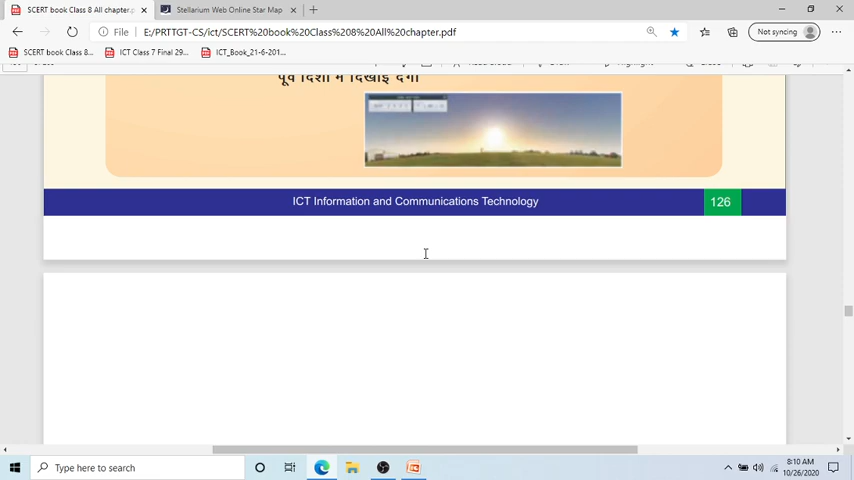 SCERT book Class 8 All chapter.p
Stellarium Web Online Star Map
File
E:/PRTTGT-CS/ict/SCERT%20book%20Class%208%20All%20chapter.pdf
Not syncing
SCERT book Class 8...
ICT Class 7 Final 29...
ICT_Book_21-6-201...
पूर्व दिशा में दिखाई देगा
ICT Information and Communications Technology
126
Type here to search
8:10 AM
10/26/2020